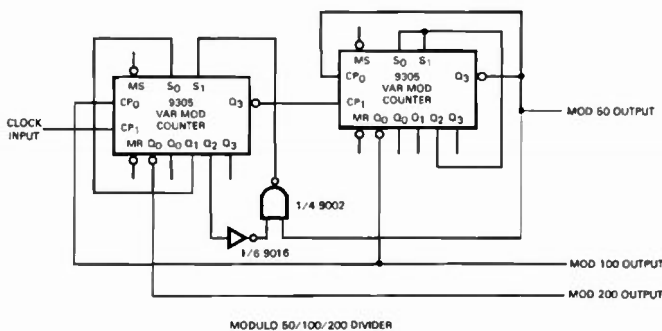 MS S0 S1
CP0 9305 Q3
VAR MOD
COUNTER
CP1
MR Q0 Q0 Q1 Q2 Q3
CLOCK
INPUT
MS S0 S1
CP0 9305 Q3
VAR MOD
COUNTER
CP1
MR Q0 Q0 Q1 Q2 Q3
MOD 50 OUTPUT
1/4 9002
1/6 9016
MOD 100 OUTPUT
MOD 200 OUTPUT
MODULO 50/100/200 DIVIDER